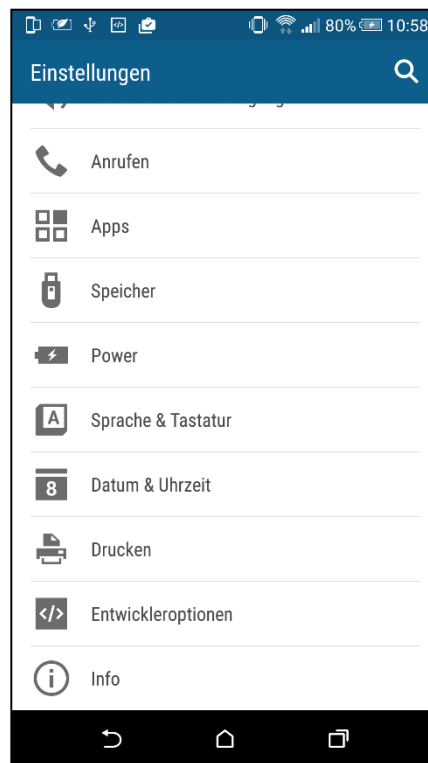 80% 10:58
Einstellungen
Anrufen
Apps
Speicher
Power
A Sprache & Tastatur
8 Datum & Uhrzeit
Drucken
</> Entwickleroptionen
i Info